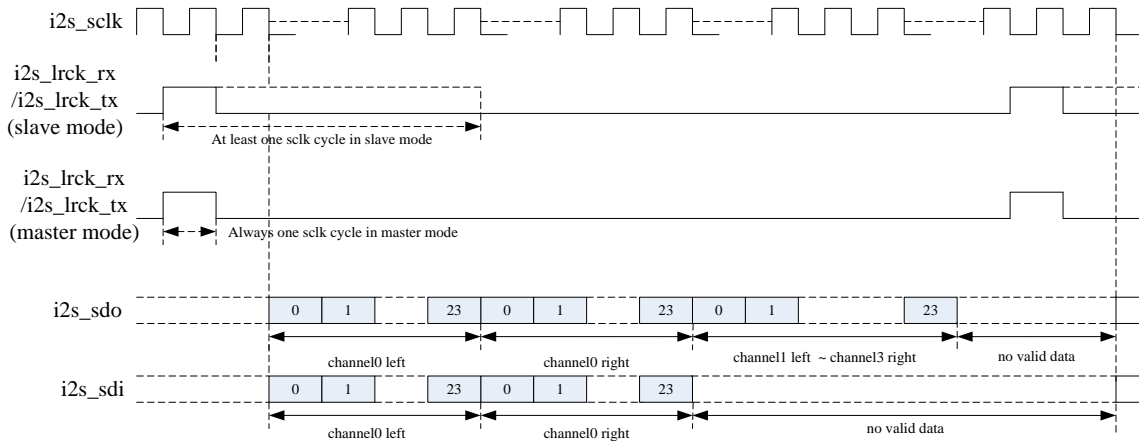 i2s_sclk
i2s_lrck_rx
/i2s_lrck_tx
(slave mode)
At least one sclk cycle in slave mode
i2s_lrck_rx
/i2s_lrck_tx
(master mode)
Always one sclk cycle in master mode
i2s_sdo
0 1 23 0 1 23 0 1 23
channel0 left channel0 right channel1 left ~ channel3 right no valid data
i2s_sdi
0 1 23 0 1 23
channel0 left channel0 right no valid data